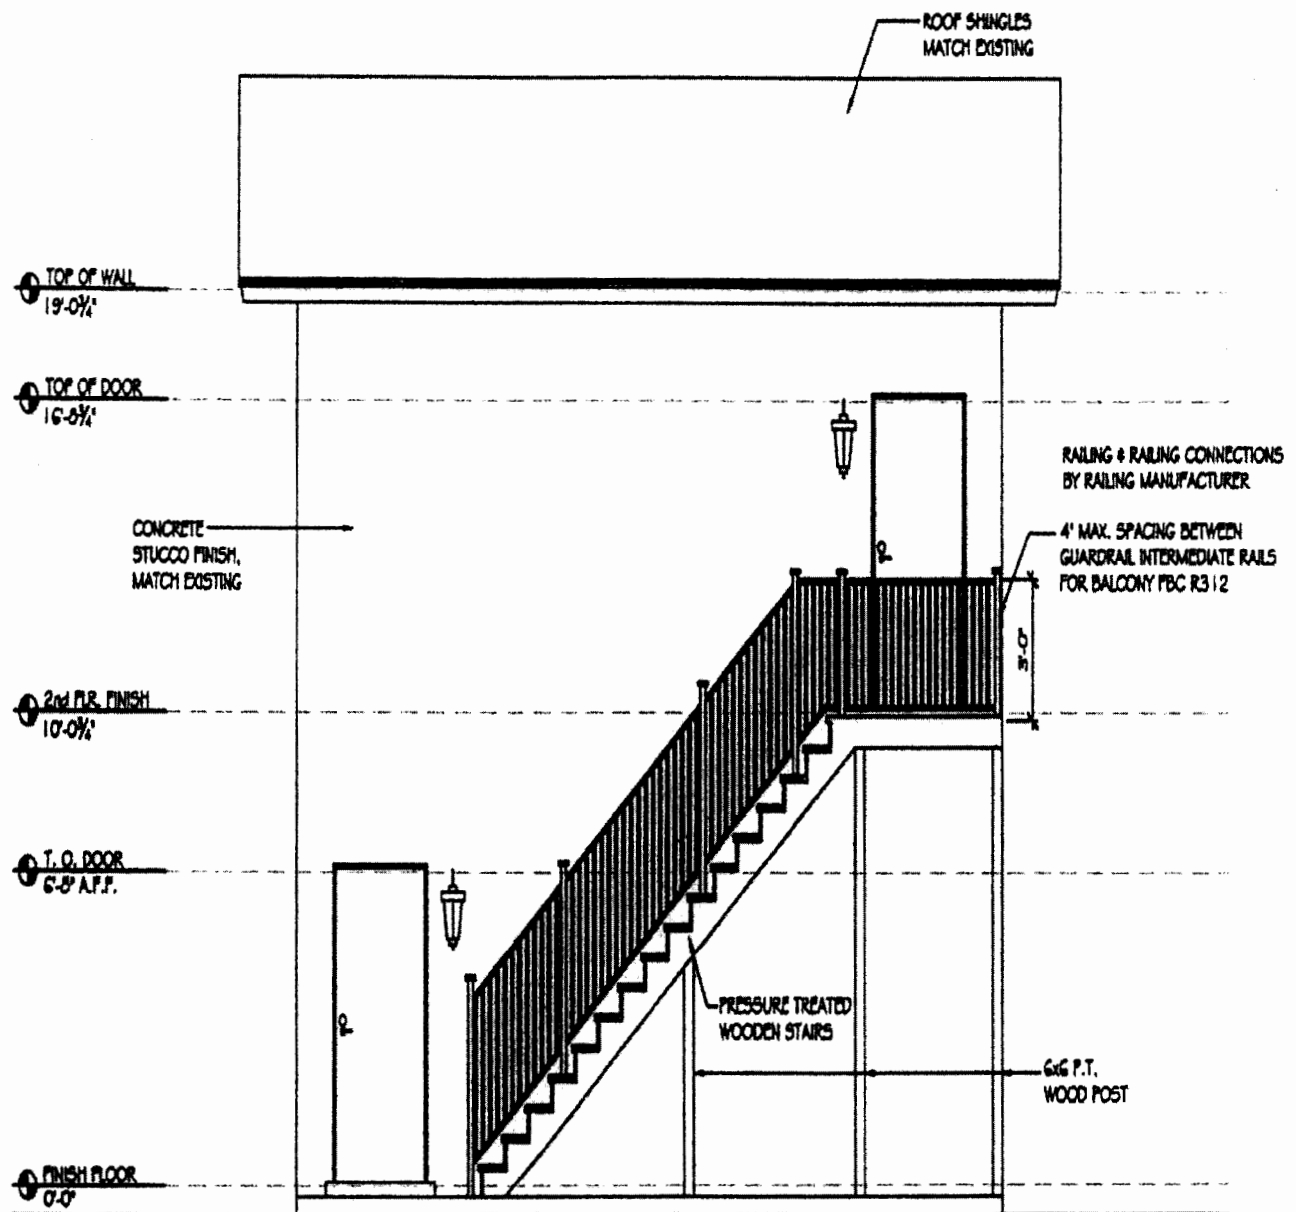 ROOF SHINGLES
MATCH EXISTING
TOP OF WALL
19'-0¾"
TOP OF DOOR
16'-8¾"
RAILING & RAILING CONNECTIONS
BY RAILING MANUFACTURER
CONCRETE
STUCCO FINISH,
MATCH EXISTING
4" MAX. SPACING BETWEEN
GUARDRAIL INTERMEDIATE RAILS
FOR BALCONY FBC R312
3'-0"
2nd FLR. FINISH
10'-0¾"
T. O. DOOR
6'-8" A.F.F.
PRESSURE TREATED
WOODEN STAIRS
6x6 P.T.
WOOD POST
FINISH FLOOR
0'-0"